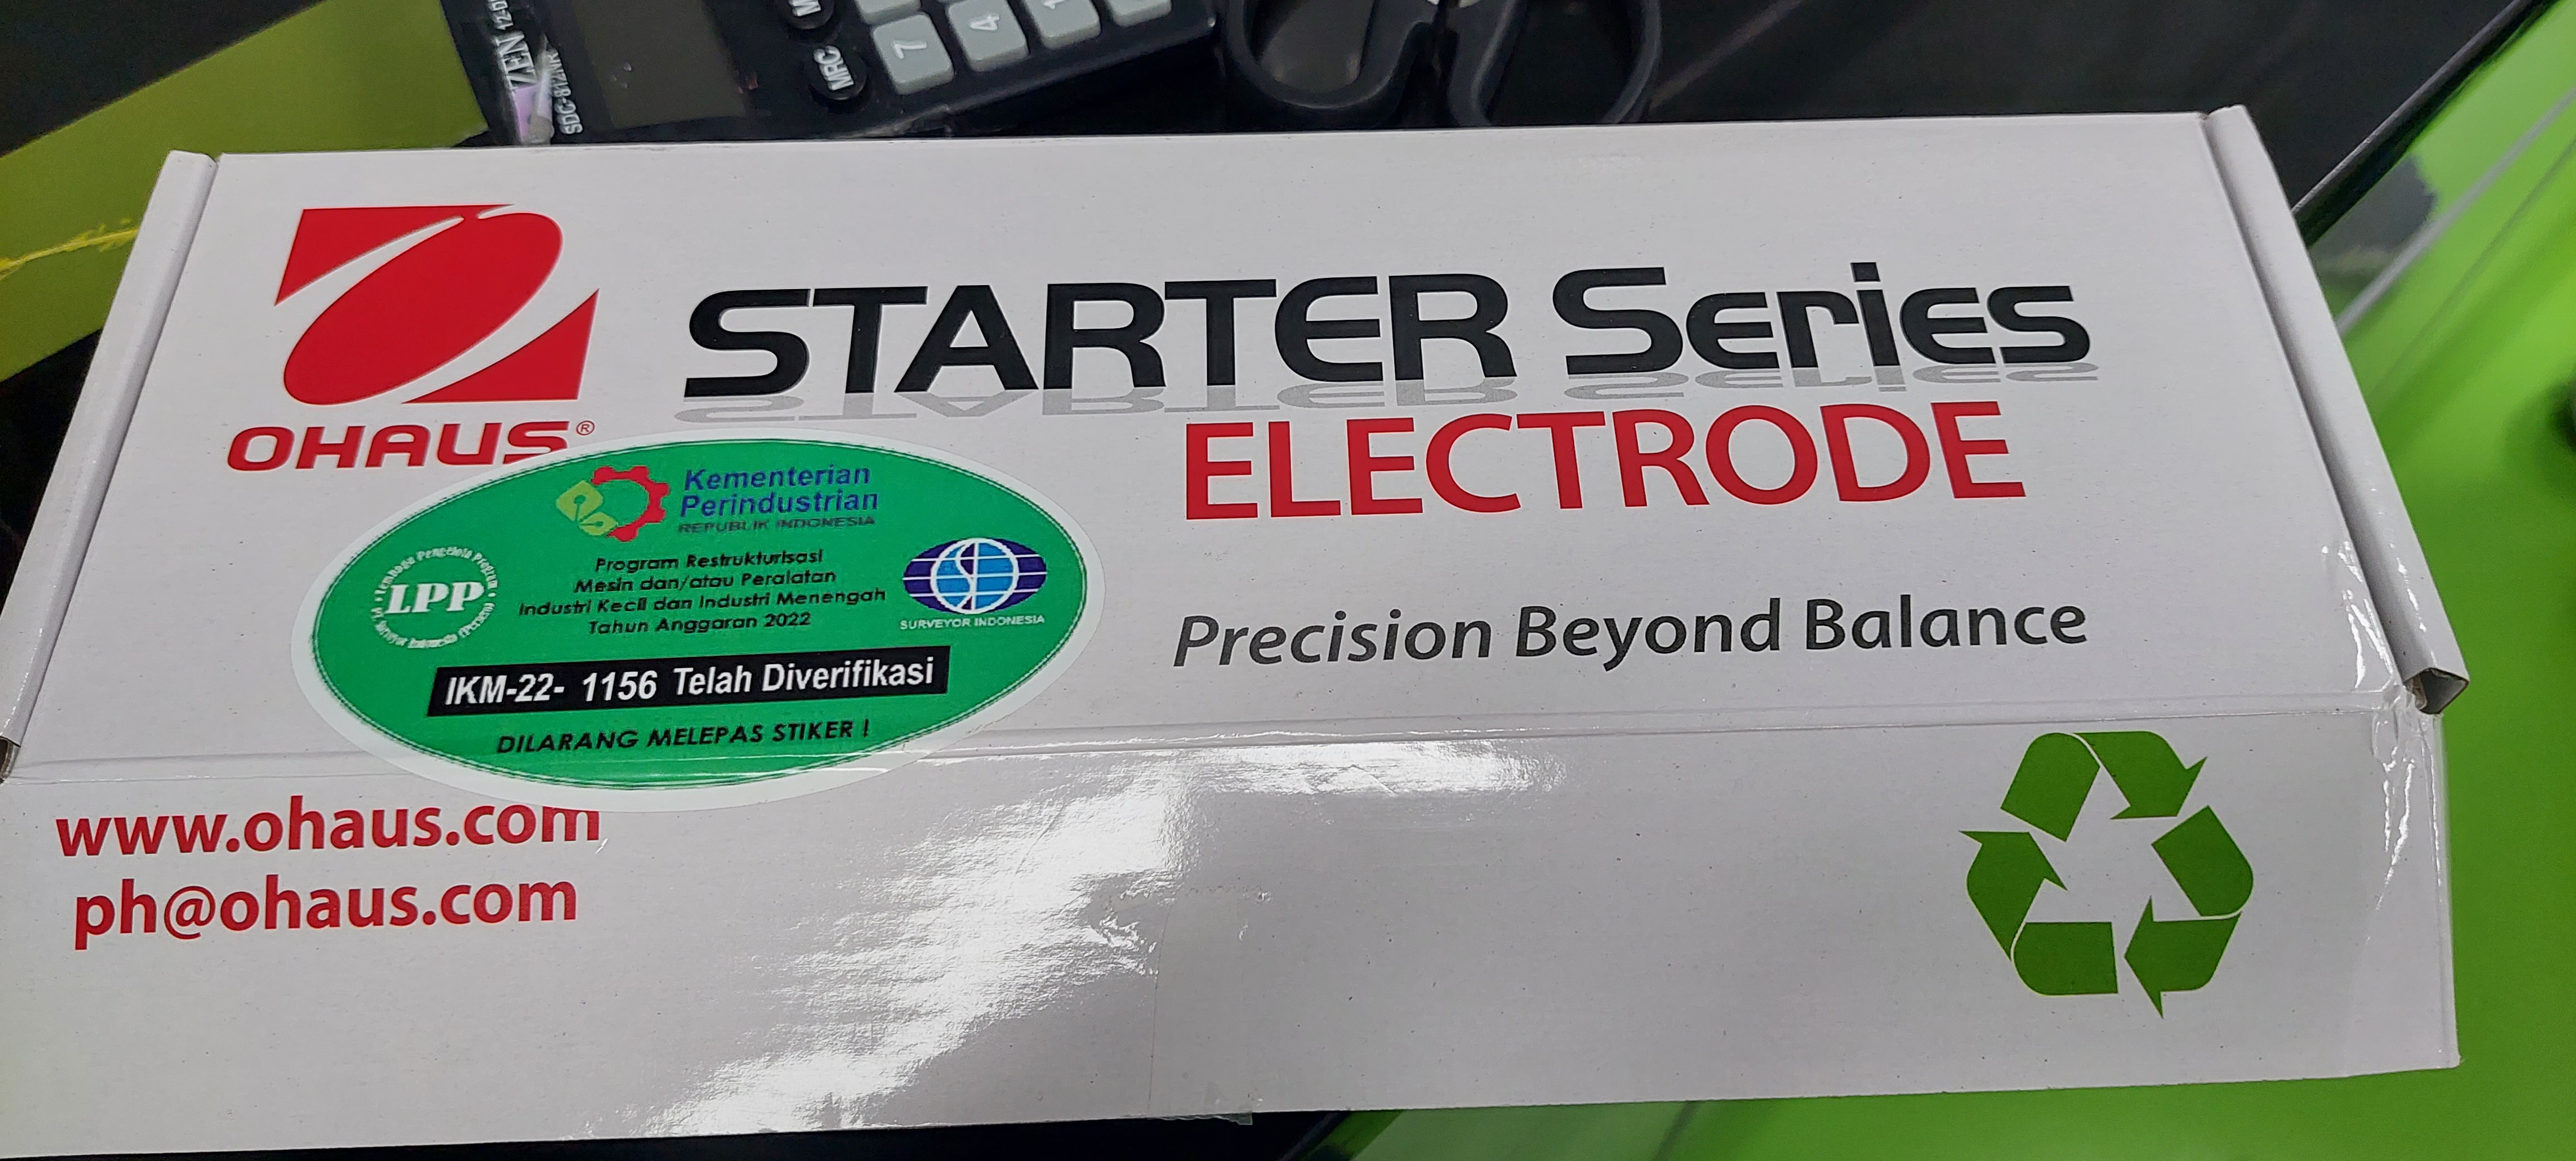 SDC-812NR
MRC
7
4
OHAUS®
STARTER Series
ELECTRODE
Precision Beyond Balance
Kementerian
Perindustrian
REPUBLIK INDONESIA
LPP
Program Restrukturisasi
Mesin dan/atau Peralatan
Industri Kecil dan Industri Menengah
Tahun Anggaran 2022
SURVEYOR INDONESIA
IKM-22- 1156 Telah Diverifikasi
DILARANG MELEPAS STIKER !
www.ohaus.com
ph@ohaus.com